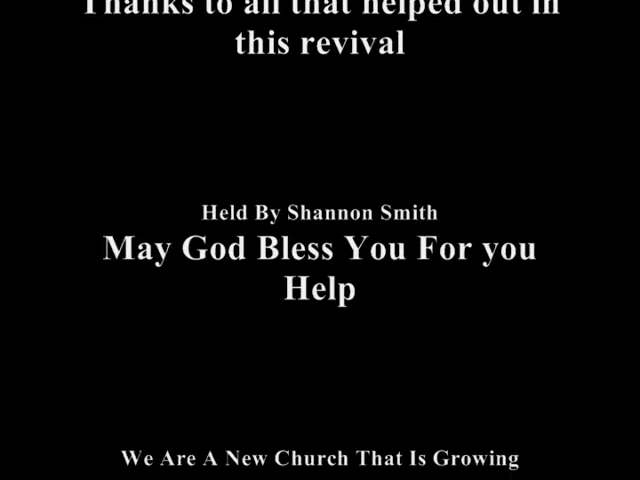 Thanks to all that helped out in
this revival
Held By Shannon Smith
May God Bless You For you
Help
We Are A New Church That Is Growing